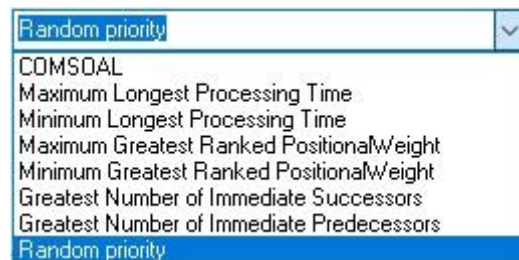 Random priority
COMSOAL
Maximum Longest Processing Time
Minimum Longest Processing Time
Maximum Greatest Ranked PositionalWeight
Minimum Greatest Ranked PositionalWeight
Greatest Number of Immediate Successors
Greatest Number of Immediate Predecessors
Random priority